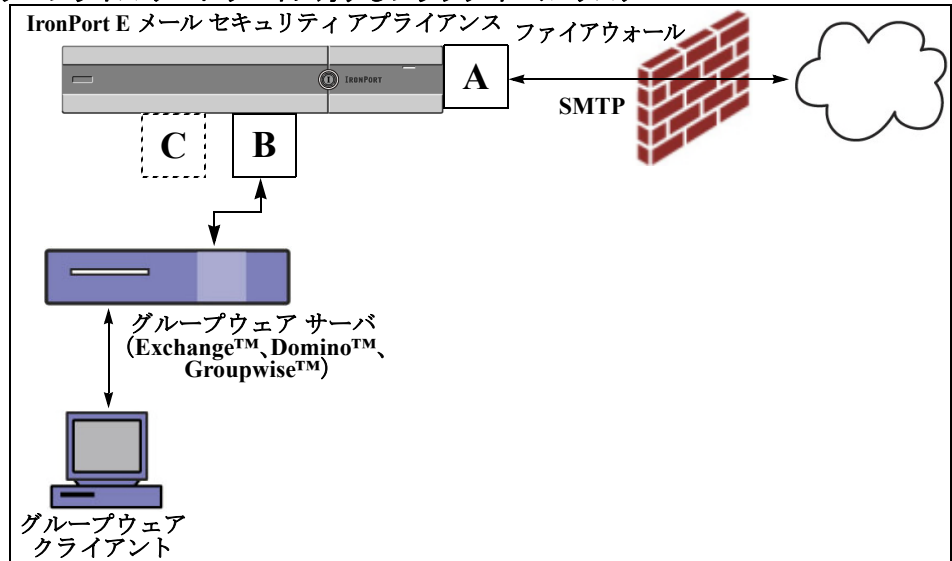 IronPort E メール セキュリティ アプライアンス
ファイアウォール
IRONPORT
A
SMTP
C
B
グループウェア サーバ
(Exchange™、Domino™、
Groupwise™)
グループウェア
クライアント